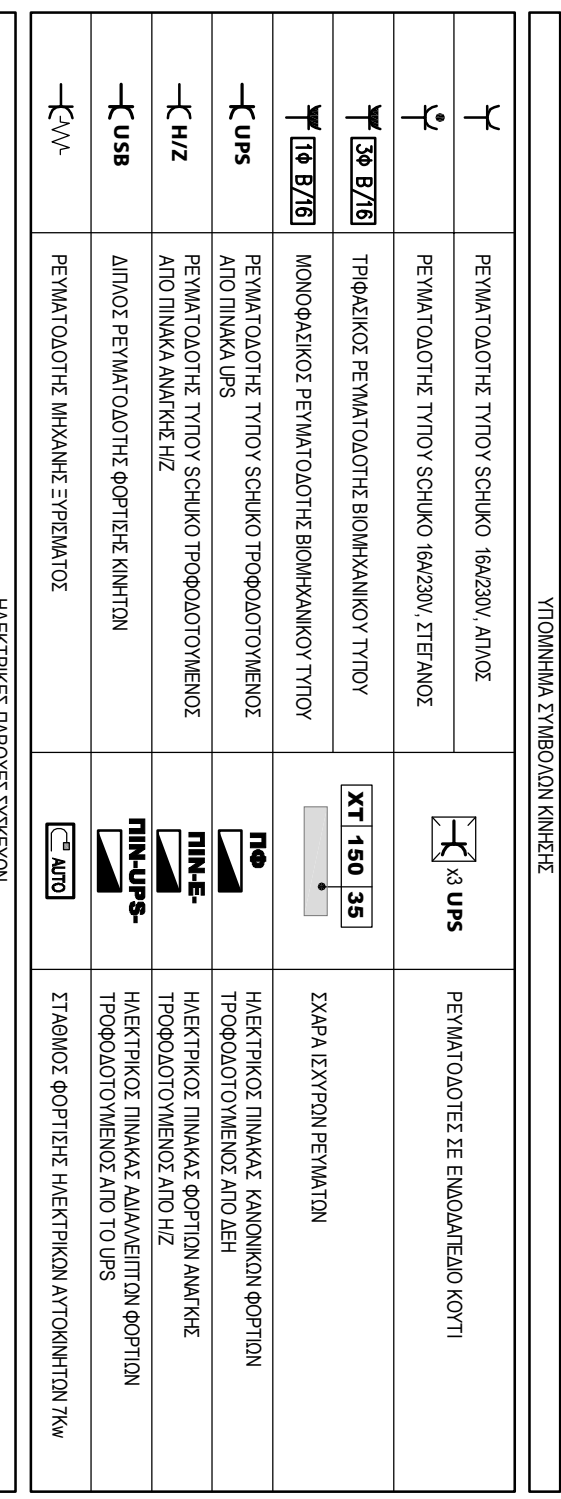 ΥΠΟΜΝΗΜΑ ΣΥΜΒΟΛΩΝ ΚΙΝΗΣΗΣ
ΡΕΥΜΑΤΟΔΟΤΗΣ ΤΥΠΟΥ SCHUKO 16A/230V, ΑΠΛΟΣ
ΡΕΥΜΑΤΟΔΟΤΗΣ ΤΥΠΟΥ SCHUKO 16A/230V, ΣΤΕΓΑΝΟΣ
3Φ Β/16
ΤΡΙΦΑΣΙΚΟΣ ΡΕΥΜΑΤΟΔΟΤΗΣ ΒΙΟΜΗΧΑΝΙΚΟΥ ΤΥΠΟΥ
1Φ Β/16
ΜΟΝΟΦΑΣΙΚΟΣ ΡΕΥΜΑΤΟΔΟΤΗΣ ΒΙΟΜΗΧΑΝΙΚΟΥ ΤΥΠΟΥ
UPS
ΡΕΥΜΑΤΟΔΟΤΗΣ ΤΥΠΟΥ SCHUKO ΤΡΟΦΟΔΟΤΟΥΜΕΝΟΣ
ΑΠΟ ΠΙΝΑΚΑ UPS
Η/Ζ
ΡΕΥΜΑΤΟΔΟΤΗΣ ΤΥΠΟΥ SCHUKO ΤΡΟΦΟΔΟΤΟΥΜΕΝΟΣ
ΑΠΟ ΠΙΝΑΚΑ ΑΝΑΓΚΗΣ Η/Ζ
USB
ΔΙΠΛΟΣ ΡΕΥΜΑΤΟΔΟΤΗΣ ΦΟΡΤΙΣΗΣ ΚΙΝΗΤΩΝ
ΡΕΥΜΑΤΟΔΟΤΗΣ ΜΗΧΑΝΗΣ ΞΥΡΙΣΜΑΤΟΣ
x3 UPS
ΡΕΥΜΑΤΟΔΟΤΕΣ ΣΕ ΕΝΔΟΔΑΠΕΔΙΟ ΚΟΥΤΙ
XT 150 35
ΣΧΑΡΑ ΙΣΧΥΡΩΝ ΡΕΥΜΑΤΩΝ
ΠΦ
ΗΛΕΚΤΡΙΚΟΣ ΠΙΝΑΚΑΣ ΚΑΝΟΝΙΚΩΝ ΦΟΡΤΙΩΝ
ΤΡΟΦΟΔΟΤΟΥΜΕΝΟΣ ΑΠΟ ΔΕΗ
ΠΙΝ-Ε-
ΗΛΕΚΤΡΙΚΟΣ ΠΙΝΑΚΑΣ ΦΟΡΤΙΩΝ ΑΝΑΓΚΗΣ
ΤΡΟΦΟΔΟΤΟΥΜΕΝΟΣ ΑΠΟ Η/Ζ
ΠΙΝ-UPS-
ΗΛΕΚΤΡΙΚΟΣ ΠΙΝΑΚΑΣ ΑΔΙΑΛΛΕΙΠΤΩΝ ΦΟΡΤΙΩΝ
ΤΡΟΦΟΔΟΤΟΥΜΕΝΟΣ ΑΠΟ ΤΟ UPS
AUTO
ΣΤΑΘΜΟΣ ΦΟΡΤΙΣΗΣ ΗΛΕΚΤΡΙΚΩΝ ΑΥΤΟΚΙΝΗΤΩΝ 7Kw
ΗΛΕΚΤΡΙΚΕΣ ΠΑΡΟΧΕΣ ΣΥΣΚΕΥΩΝ